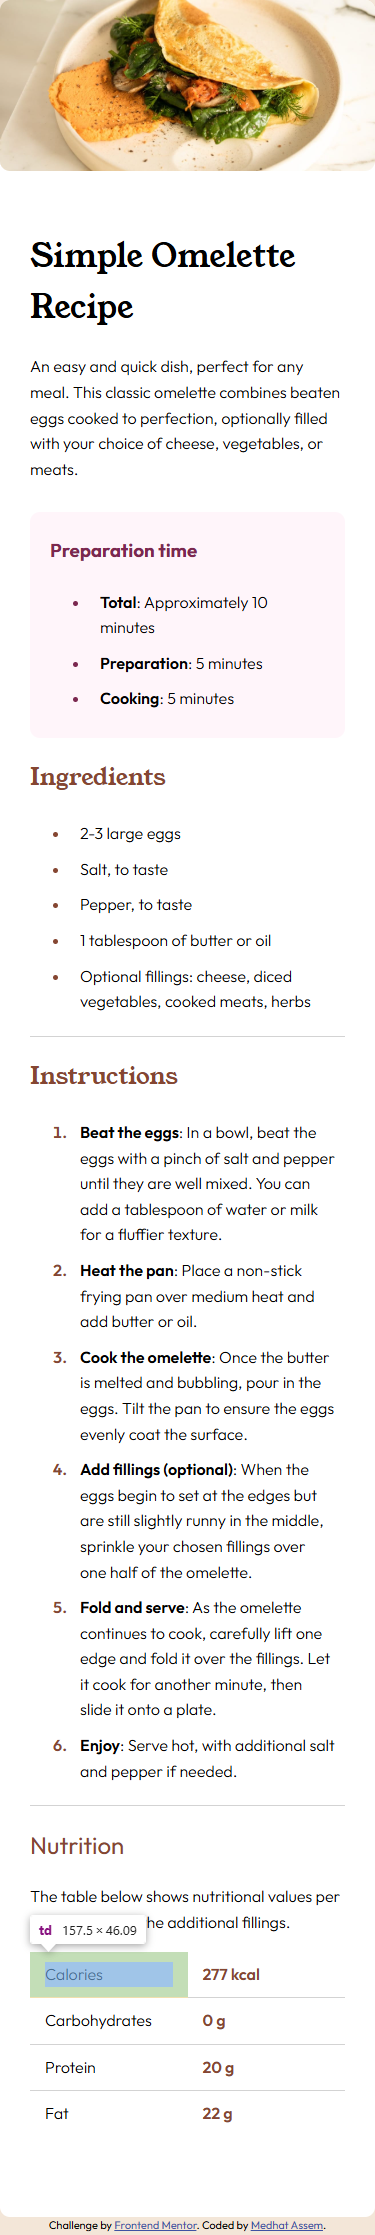 Simple Omelette
Recipe
An easy and quick dish, perfect for any
meal. This classic omelette combines beaten
eggs cooked to perfection, optionally filled
with your choice of cheese, vegetables, or
meats.
Preparation time
• Total: Approximately 10
minutes
• Preparation: 5 minutes
• Cooking: 5 minutes
Ingredients
• 2-3 large eggs
• Salt, to taste
• Pepper, to taste
• 1 tablespoon of butter or oil
• Optional fillings: cheese, diced
vegetables, cooked meats, herbs
Instructions
1. Beat the eggs: In a bowl, beat the
eggs with a pinch of salt and pepper
until they are well mixed. You can
add a tablespoon of water or milk
for a fluffier texture.
2. Heat the pan: Place a non-stick
frying pan over medium heat and
add butter or oil.
3. Cook the omelette: Once the butter
is melted and bubbling, pour in the
eggs. Tilt the pan to ensure the eggs
evenly coat the surface.
4. Add fillings (optional): When the
eggs begin to set at the edges but
are still slightly runny in the middle,
sprinkle your chosen fillings over
one half of the omelette.
5. Fold and serve: As the omelette
continues to cook, carefully lift one
edge and fold it over the fillings. Let
it cook for another minute, then
slide it onto a plate.
6. Enjoy: Serve hot, with additional salt
and pepper if needed.
Nutrition
The table below shows nutritional values per
td 157.5 × 46.09 he additional fillings.
Calories 277 kcal
Carbohydrates 0 g
Protein 20 g
Fat 22 g
Challenge by Frontend Mentor. Coded by Medhat Assem.